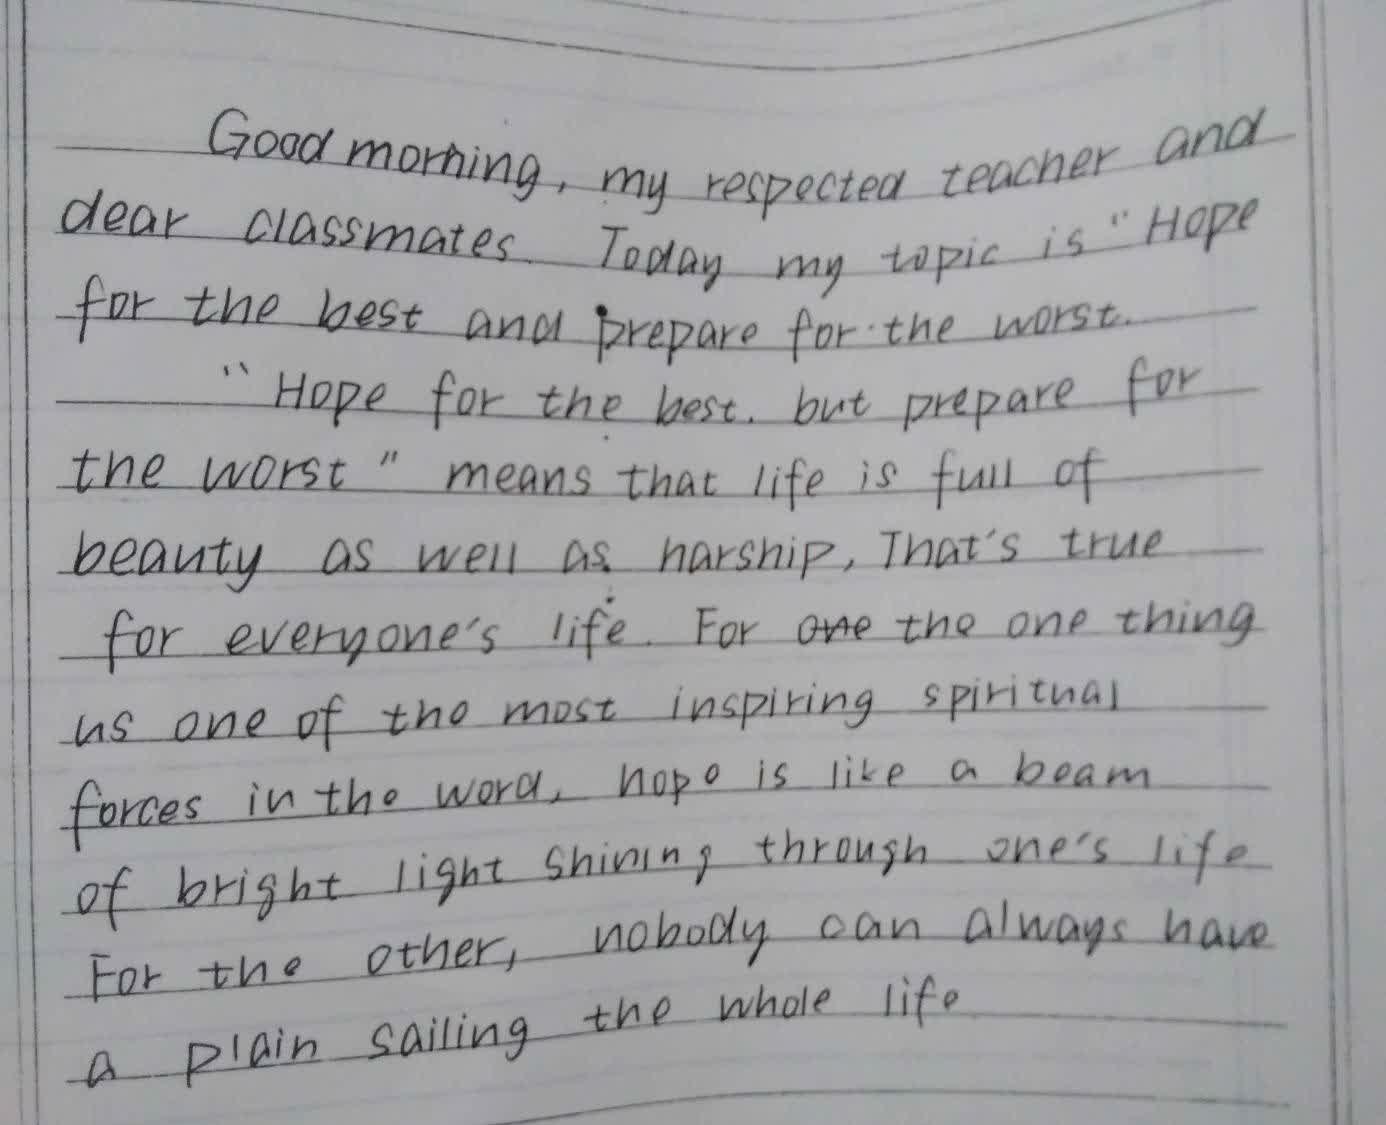 Good morning, my respected teacher and
dear classmates. Today my topic is "Hope
for the best and prepare for the worst.
"Hope for the best. but prepare for
the worst" means that life is full of
beauty as well as harship, That's true
for everyone's life. For one the one thing
us one of the most inspiring spiritual
forces in the word, hope is like a beam
of bright light shining through one's life
For the other, nobody can always have
a plain sailing the whole life